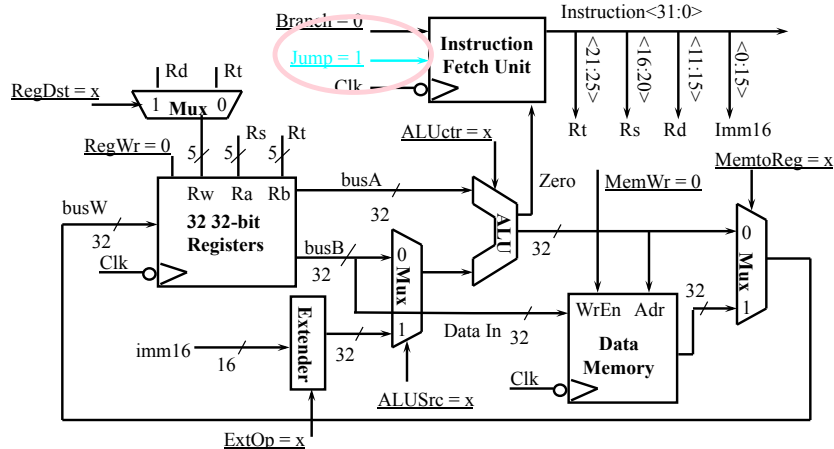 Branch = 0
Instruction<31:0>
Jump = 1
Instruction
Fetch Unit
Clk
<21:25>
<16:20>
<11:15>
<0:15>
Rt
Rs
Rd
Imm16
Rd
Rt
RegDst = x
1
Mux
0
RegWr = 0
5
5
Rs
5
Rt
ALUctr = x
Zero
MemWr = 0
MemtoReg = x
Rw
Ra
Rb
32 32-bit
Registers
busW
32
Clk
busA
32
busB
32
0
Mux
1
ALU
32
0
Mux
1
32
imm16
16
Extender
32
Data In
32
WrEn
Adr
Data
Memory
Clk
ALUSrc = x
ExtOp = x